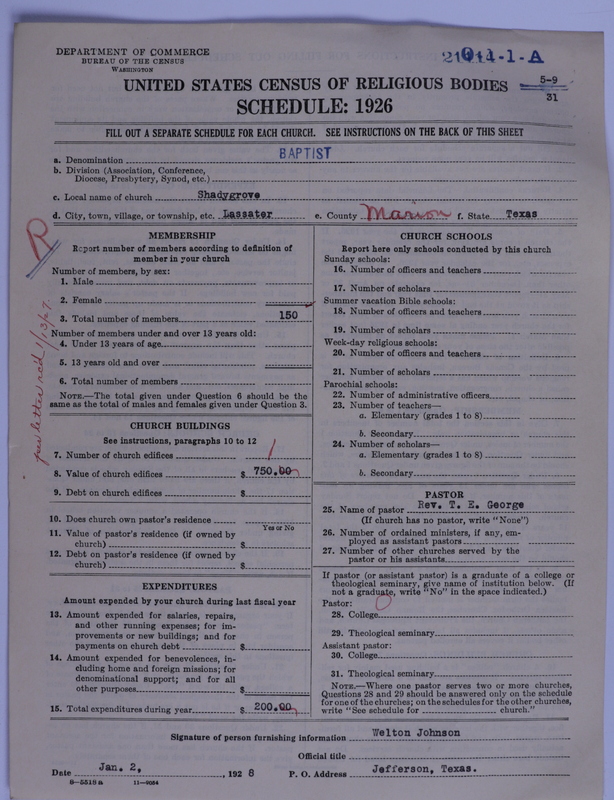 DEPARTMENT OF COMMERCE
BUREAU OF THE CENSUS
WASHINGTON
1-A
5-9
31
UNITED STATES CENSUS OF RELIGIOUS BODIES
SCHEDULE: 1926
FILL OUT A SEPARATE SCHEDULE FOR EACH CHURCH. SEE INSTRUCTIONS ON THE BACK OF THIS SHEET
a. Denomination BAPTIST
b. Division (Association, Conference, Diocese, Presbytery, Synod, etc.)
c. Local name of church Shadygrove
d. City, town, village, or township, etc. Lassater e. County Marion f. State Texas
R
pew letter recd 1/13/27
MEMBERSHIP
Report number of members according to definition of
member in your church
Number of members, by sex:
1. Male
2. Female
3. Total number of members 150
Number of members under and over 13 years old:
4. Under 13 years of age
5. 13 years old and over
6. Total number of members
NOTE.—The total given under Question 6 should be the
same as the total of males and females given under Question 3.
CHURCH BUILDINGS
See instructions, paragraphs 10 to 12
7. Number of church edifices 1
8. Value of church edifices $ 750.00
9. Debt on church edifices $
10. Does church own pastor's residence
Yes or No
11. Value of pastor's residence (if owned by
church) $
12. Debt on pastor's residence (if owned by
church) $
EXPENDITURES
Amount expended by your church during last fiscal year
13. Amount expended for salaries, repairs,
and other running expenses; for im-
provements or new buildings; and for
payments on church debt $
14. Amount expended for benevolences, in-
cluding home and foreign missions; for
denominational support; and for all
other purposes $
15. Total expenditures during year $ 200.00
CHURCH SCHOOLS
Report here only schools conducted by this church
Sunday schools:
16. Number of officers and teachers
17. Number of scholars
Summer vacation Bible schools:
18. Number of officers and teachers
19. Number of scholars
Week-day religious schools:
20. Number of officers and teachers
21. Number of scholars
Parochial schools:
22. Number of administrative officers
23. Number of teachers—
a. Elementary (grades 1 to 8)
b. Secondary
24. Number of scholars—
a. Elementary (grades 1 to 8)
b. Secondary
PASTOR
25. Name of pastor Rev. T. E. George
(If church has no pastor, write "None")
26. Number of ordained ministers, if any, em-
ployed as assistant pastors
27. Number of other churches served by the
pastor or his assistants
If pastor (or assistant pastor) is a graduate of a college or
theological seminary, give name of institution below. (If
not a graduate, write "No" in the space indicated.)
Pastor:
28. College
29. Theological seminary
Assistant pastor:
30. College
31. Theological seminary
NOTE.—Where one pastor serves two or more churches,
Questions 28 and 29 should be answered only on the schedule
for one of the churches; on the schedules for the other churches,
write "See schedule for church."
Signature of person furnishing information Welton Johnson
Official title
Date Jan. 2, , 192 8 P. O. Address Jefferson, Texas.
8—5518 a 11—9034